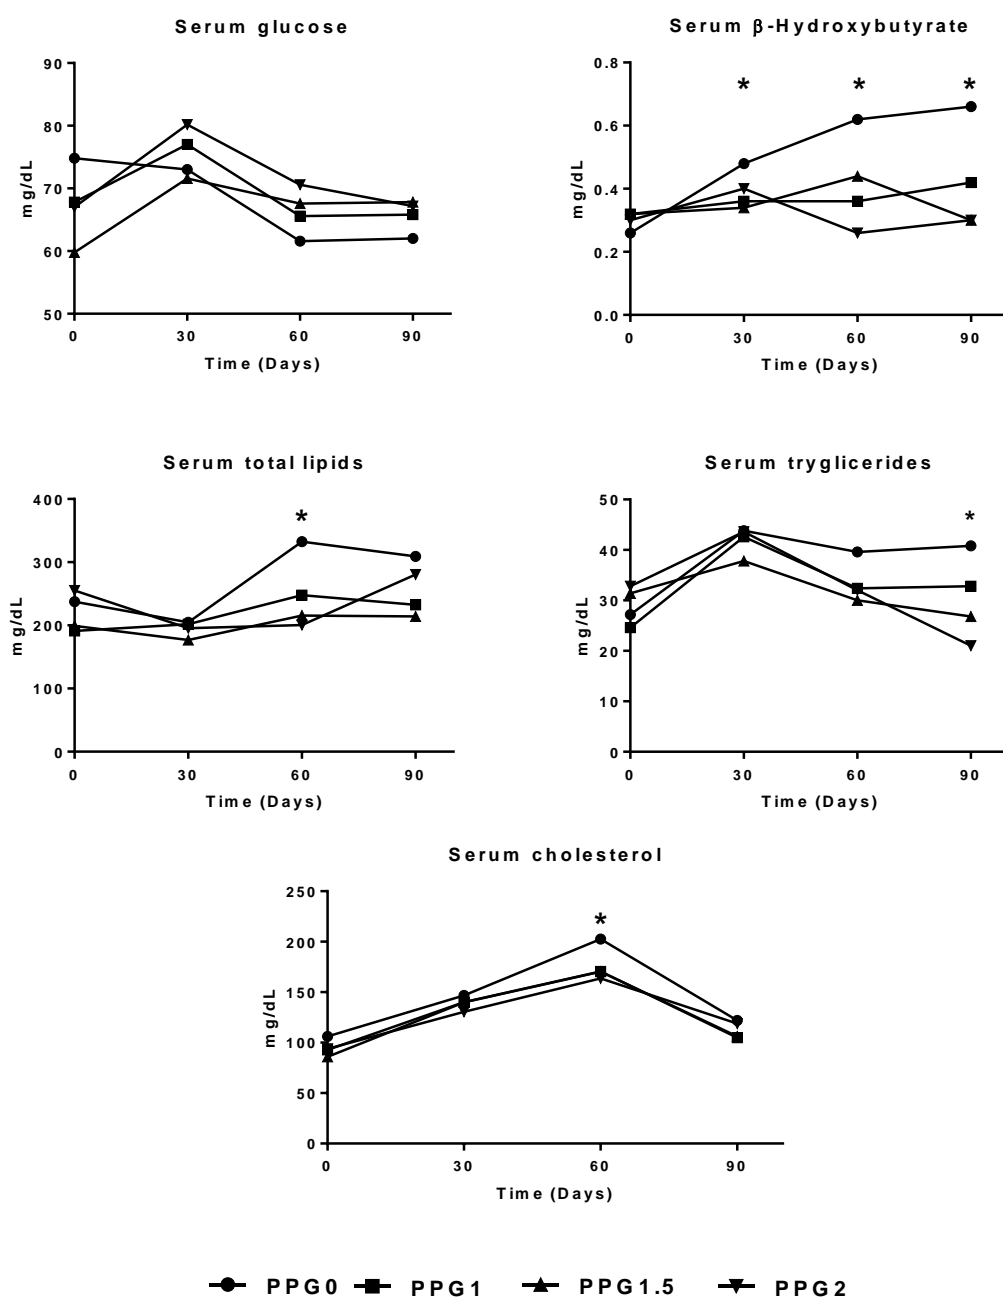 Serum glucose
90
80
70
60
50
mg/dL
0 30 60 90
Time (Days)
Serum β-Hydroxybutyrate
0.8
0.6
0.4
0.2
0.0
mg/dL
* * *
0 30 60 90
Time (Days)
Serum total lipids
400
300
200
100
0
mg/dL
*
0 30 60 90
Time (Days)
Serum tryglicerides
50
40
30
20
10
0
mg/dL
*
0 30 60 90
Time (Days)
Serum cholesterol
250
200
150
100
50
0
mg/dL
*
0 30 60 90
Time (Days)
PPG0 PPG1 PPG1.5 PPG2